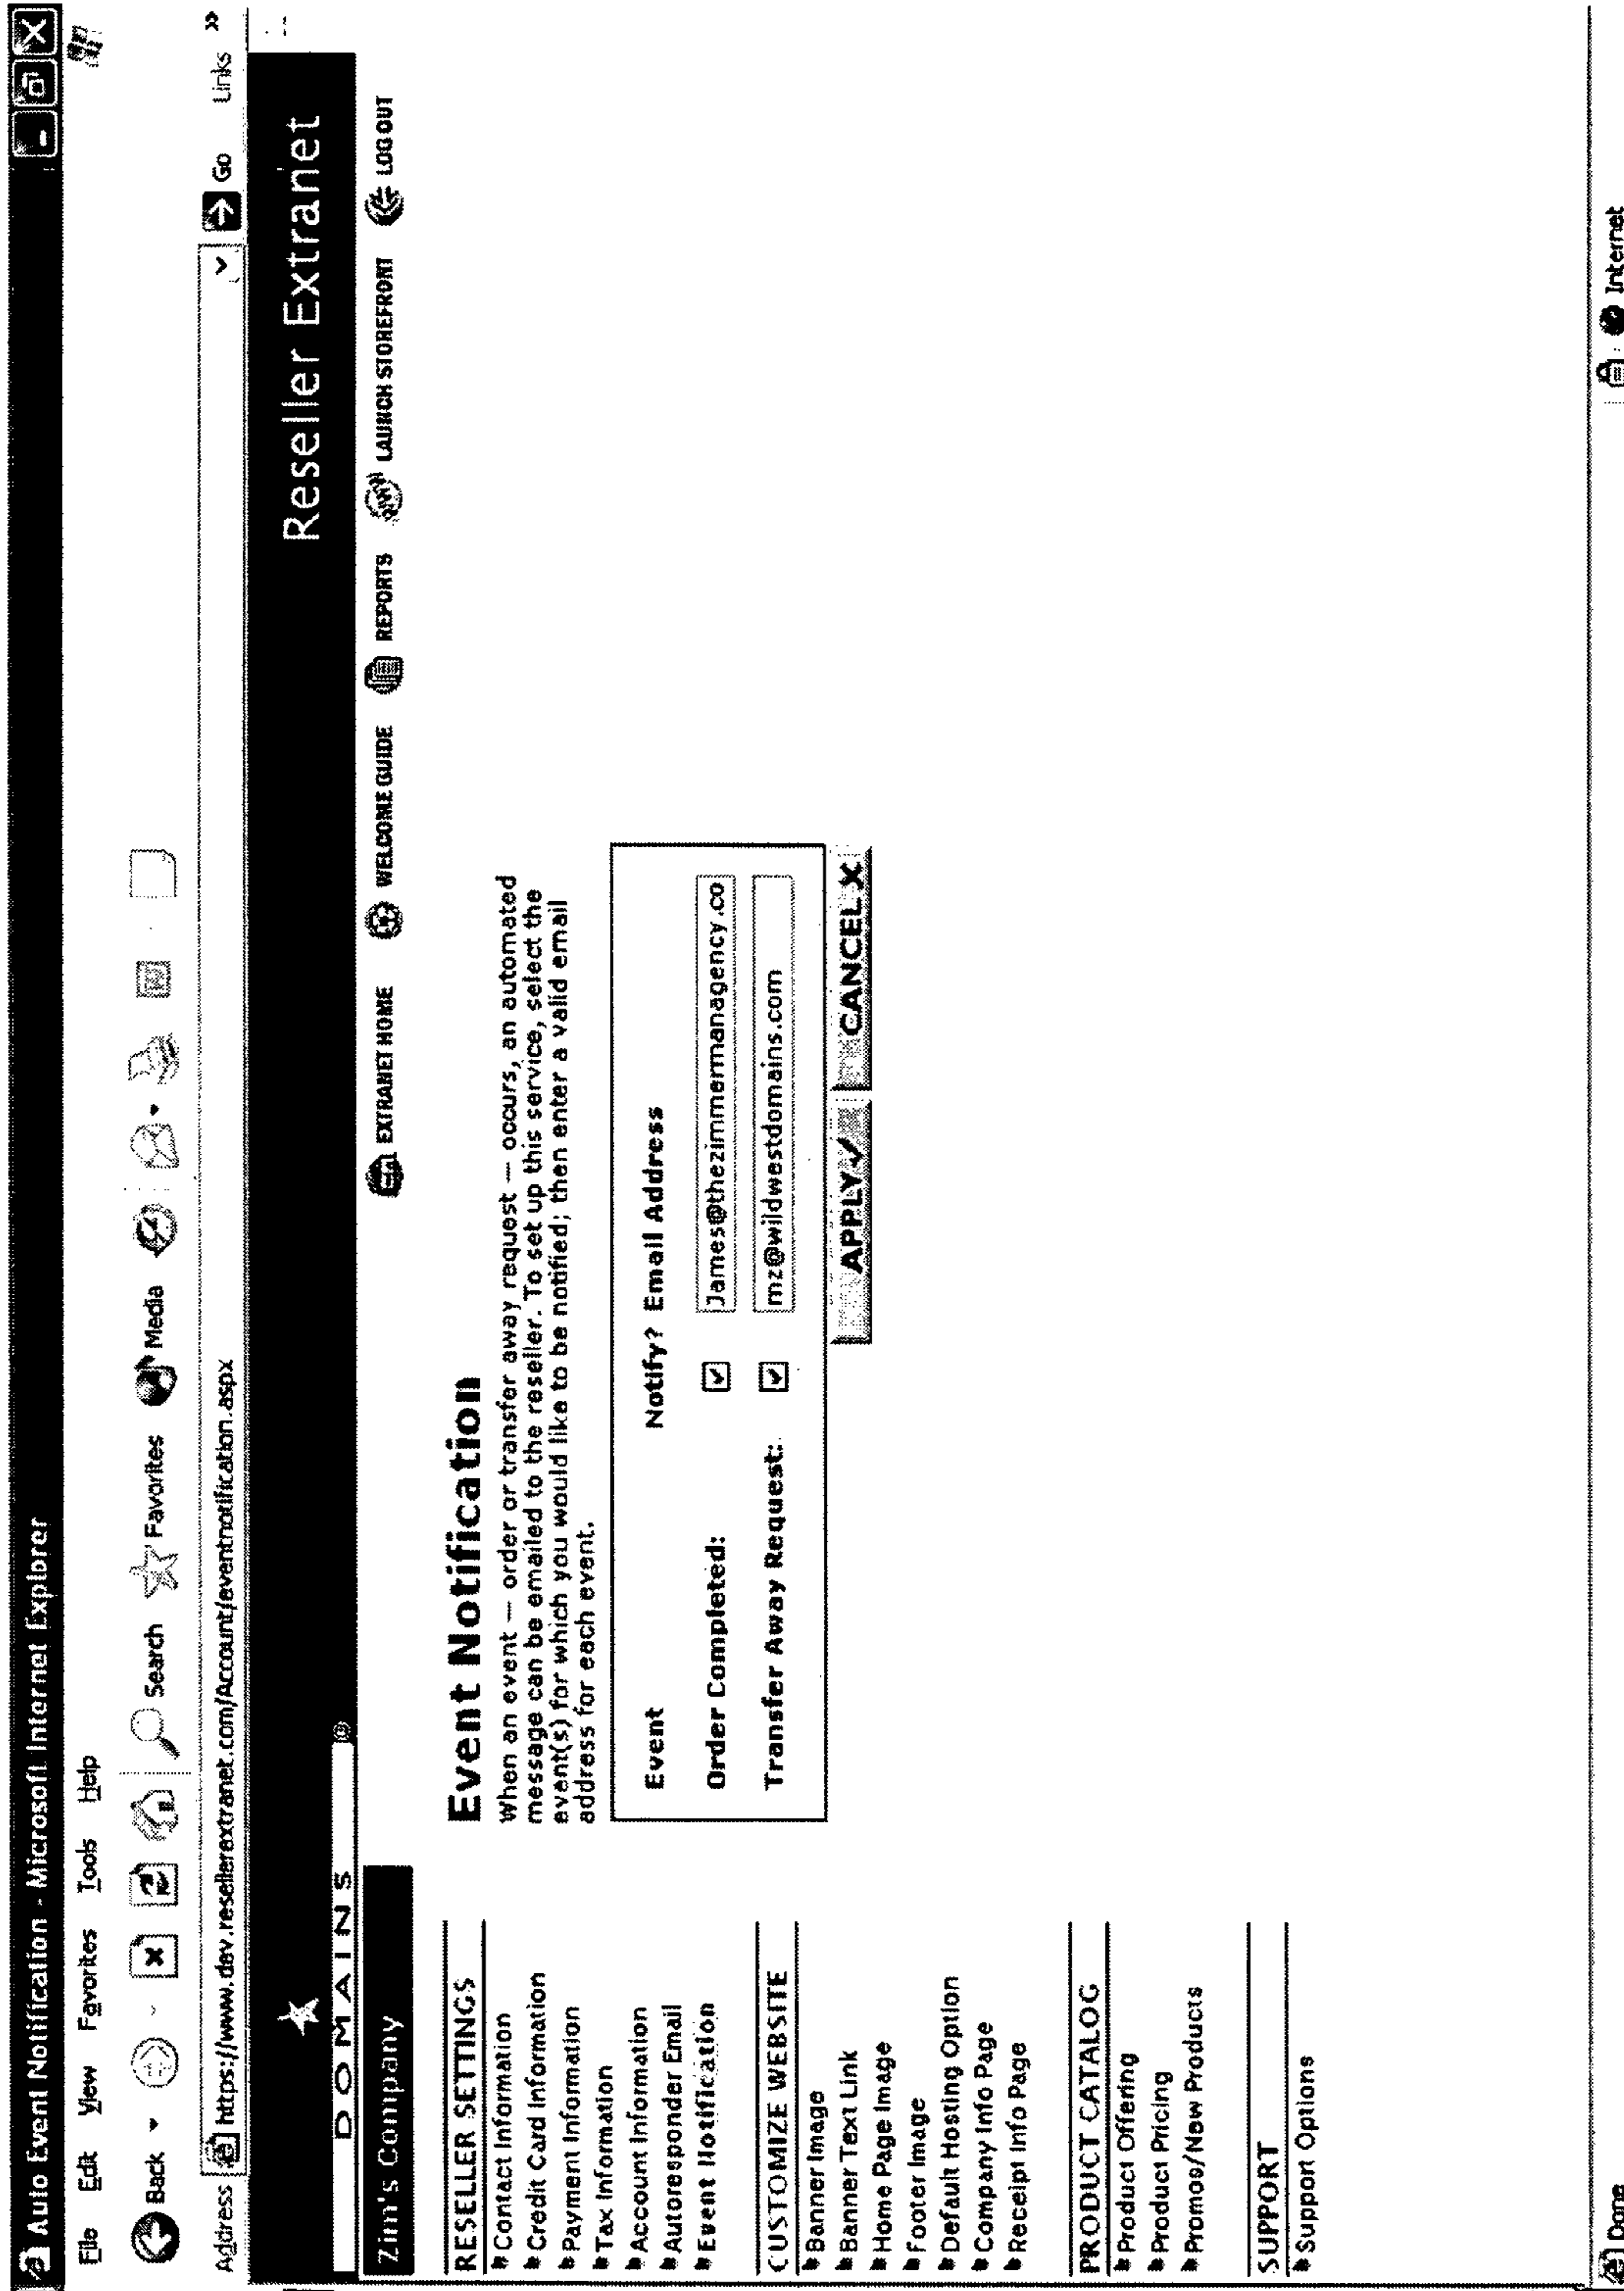 Auto Event Notification - Microsoft Internet Explorer
File Edit View Favorites Tools Help
Back Search Favorites Media
Address https://www.dev.resellerextranet.com/Account/eventnotification.aspx Go Links »
DOMAINS®
Reseller Extranet
Zim's Company
EXTRANET HOME WELCOME GUIDE REPORTS LAUNCH STOREFRONT LOG OUT
RESELLER SETTINGS
Contact Information
Credit Card Information
Payment Information
Tax Information
Account Information
Autoresponder Email
Event Notification
CUSTOMIZE WEBSITE
Banner Image
Banner Text Link
Home Page Image
Footer Image
Default Hosting Option
Company Info Page
Receipt Info Page
PRODUCT CATALOG
Product Offering
Product Pricing
Promos/New Products
SUPPORT
Support Options
Event Notification
When an event — order or transfer away request — occurs, an automated
message can be emailed to the reseller. To set up this service, select the
event(s) for which you would like to be notified; then enter a valid email
address for each event.
Event Notify? Email Address
Order Completed: James@thezimmermanagency.co
Transfer Away Request: mz@wildwestdomains.com
APPLY CANCEL X
Done Internet